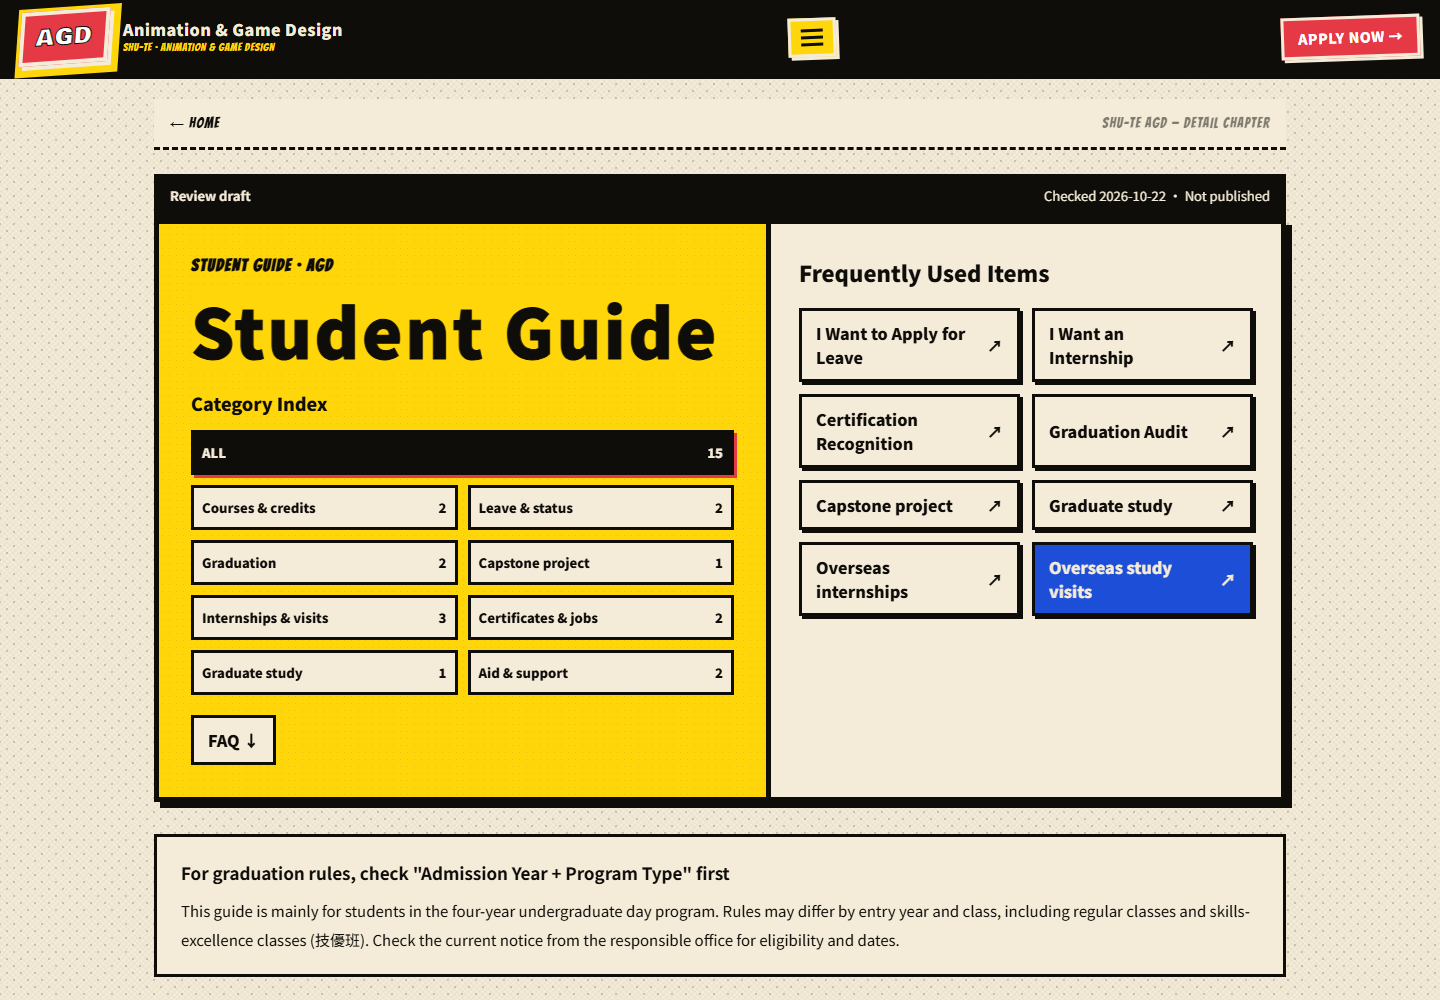 AGD
Animation & Game Design
SHU-TE · ANIMATION & GAME DESIGN
APPLY NOW →
← HOME
SHU-TE AGD — DETAIL CHAPTER
Review draft
Checked 2026-10-22 • Not published
STUDENT GUIDE · AGD
Student Guide
Category Index
ALL 15
Courses & credits 2
Leave & status 2
Graduation 2
Capstone project 1
Internships & visits 3
Certificates & jobs 2
Graduate study 1
Aid & support 2
FAQ ↓
Frequently Used Items
I Want to Apply for
Leave ↗
I Want an
Internship ↗
Certification
Recognition ↗
Graduation Audit ↗
Capstone project ↗
Graduate study ↗
Overseas
internships ↗
Overseas study
visits ↗
For graduation rules, check "Admission Year + Program Type" first
This guide is mainly for students in the four-year undergraduate day program. Rules may differ by entry year and class, including regular classes and skills-
excellence classes (技優班). Check the current notice from the responsible office for eligibility and dates.